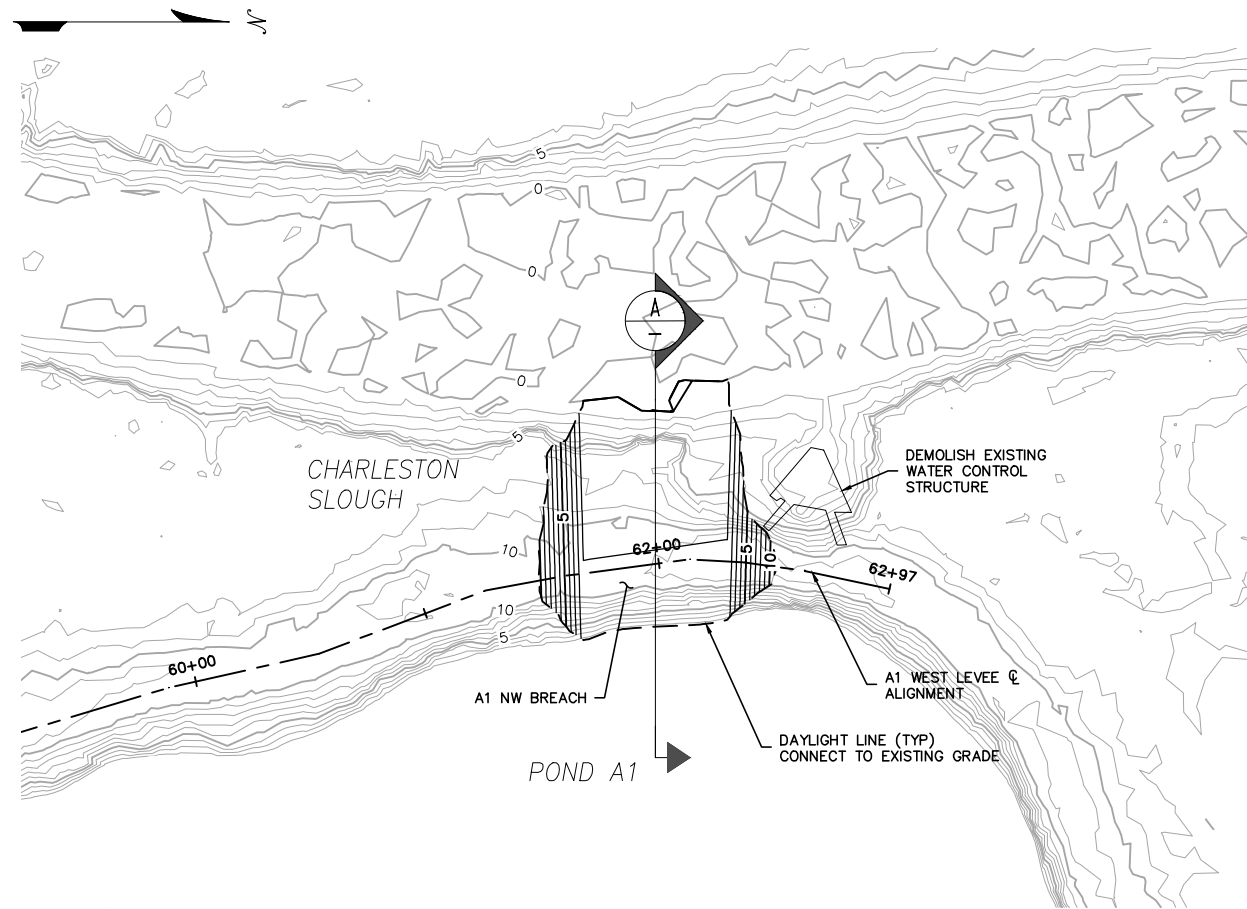 N
5
0
0
A
0
5
CHARLESTON
SLOUGH
DEMOLISH EXISTING
WATER CONTROL
STRUCTURE
5
10
62+00
5
10
62+97
10
5
60+00
A1 NW BREACH
A1 WEST LEVEE ℄
ALIGNMENT
DAYLIGHT LINE (TYP)
CONNECT TO EXISTING GRADE
POND A1